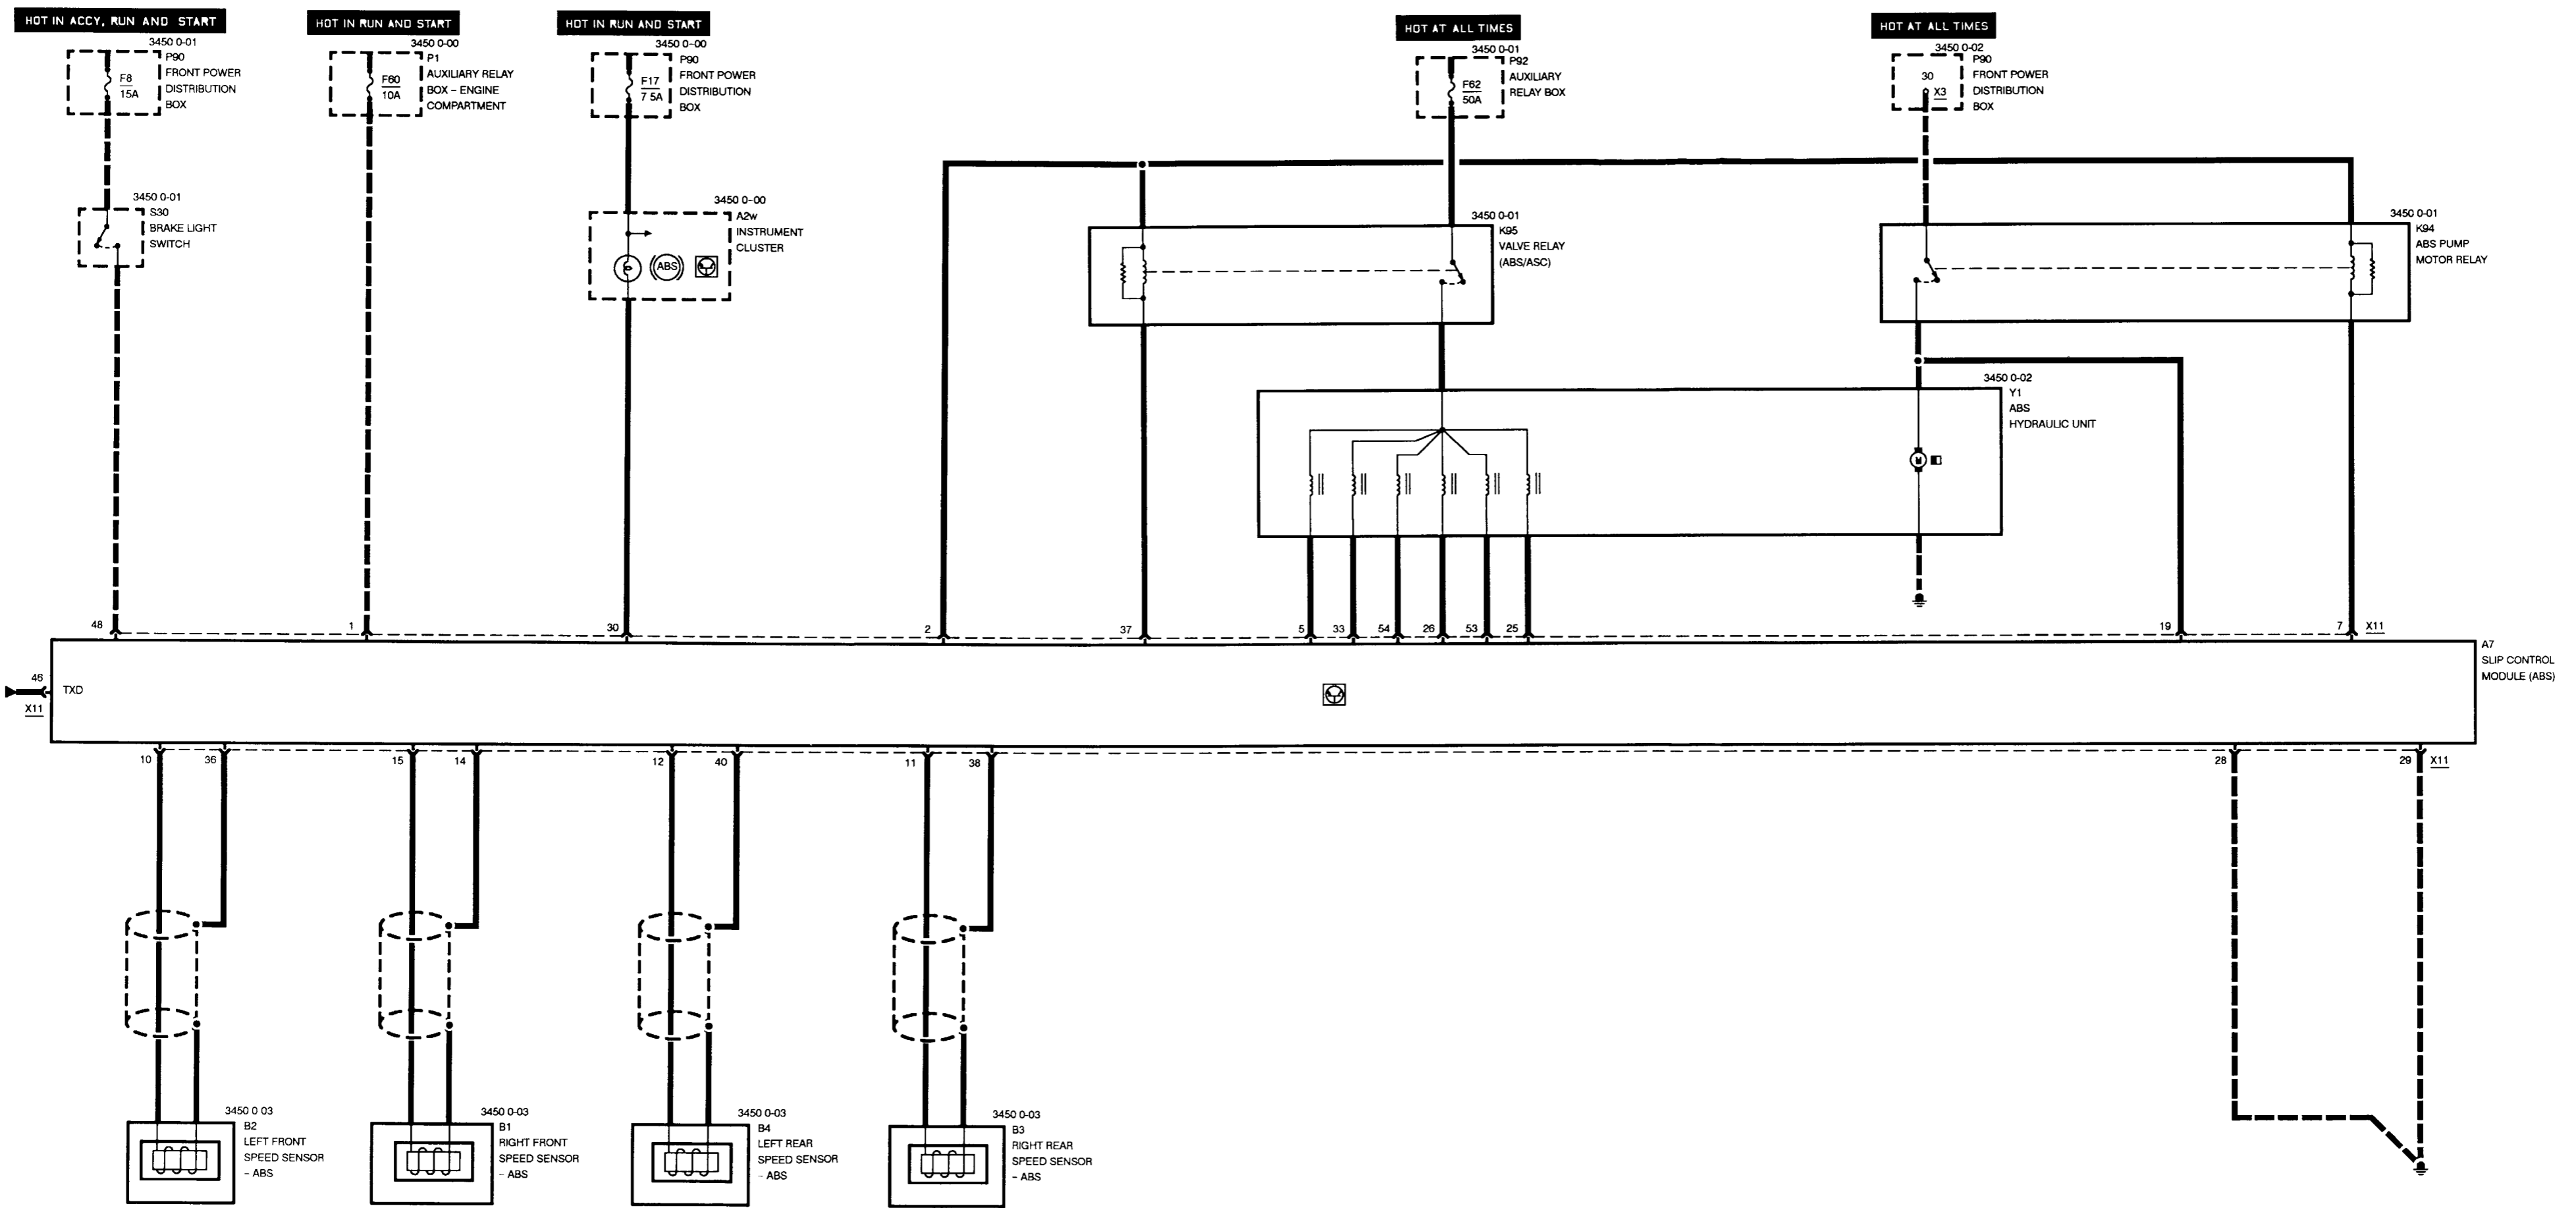 HOT IN ACCY, RUN AND START
3450 0-01
P90
FRONT POWER
DISTRIBUTION
BOX
F8
15A
HOT IN RUN AND START
3450 0-00
P1
AUXILIARY RELAY
BOX – ENGINE
COMPARTMENT
F60
10A
HOT IN RUN AND START
3450 0-00
P90
FRONT POWER
DISTRIBUTION
BOX
F17
7 5A
HOT AT ALL TIMES
3450 0-01
P92
AUXILIARY
RELAY BOX
F62
50A
HOT AT ALL TIMES
3450 0-02
P90
FRONT POWER
DISTRIBUTION
BOX
30
X3
3450 0-01
S30
BRAKE LIGHT
SWITCH
3450 0-00
A2w
INSTRUMENT
CLUSTER
ABS
3450 0-01
K95
VALVE RELAY
(ABS/ASC)
3450 0-01
K94
ABS PUMP
MOTOR RELAY
3450 0-02
Y1
ABS
HYDRAULIC UNIT
M
48
1
30
2
37
5
33
54
26
53
25
19
7
X11
A7
SLIP CONTROL
MODULE (ABS)
46
TXD
X11
10
36
15
14
12
40
11
38
28
29
X11
3450 0 03
B2
LEFT FRONT
SPEED SENSOR
– ABS
3450 0-03
B1
RIGHT FRONT
SPEED SENSOR
– ABS
3450 0-03
B4
LEFT REAR
SPEED SENSOR
– ABS
3450 0-03
B3
RIGHT REAR
SPEED SENSOR
– ABS